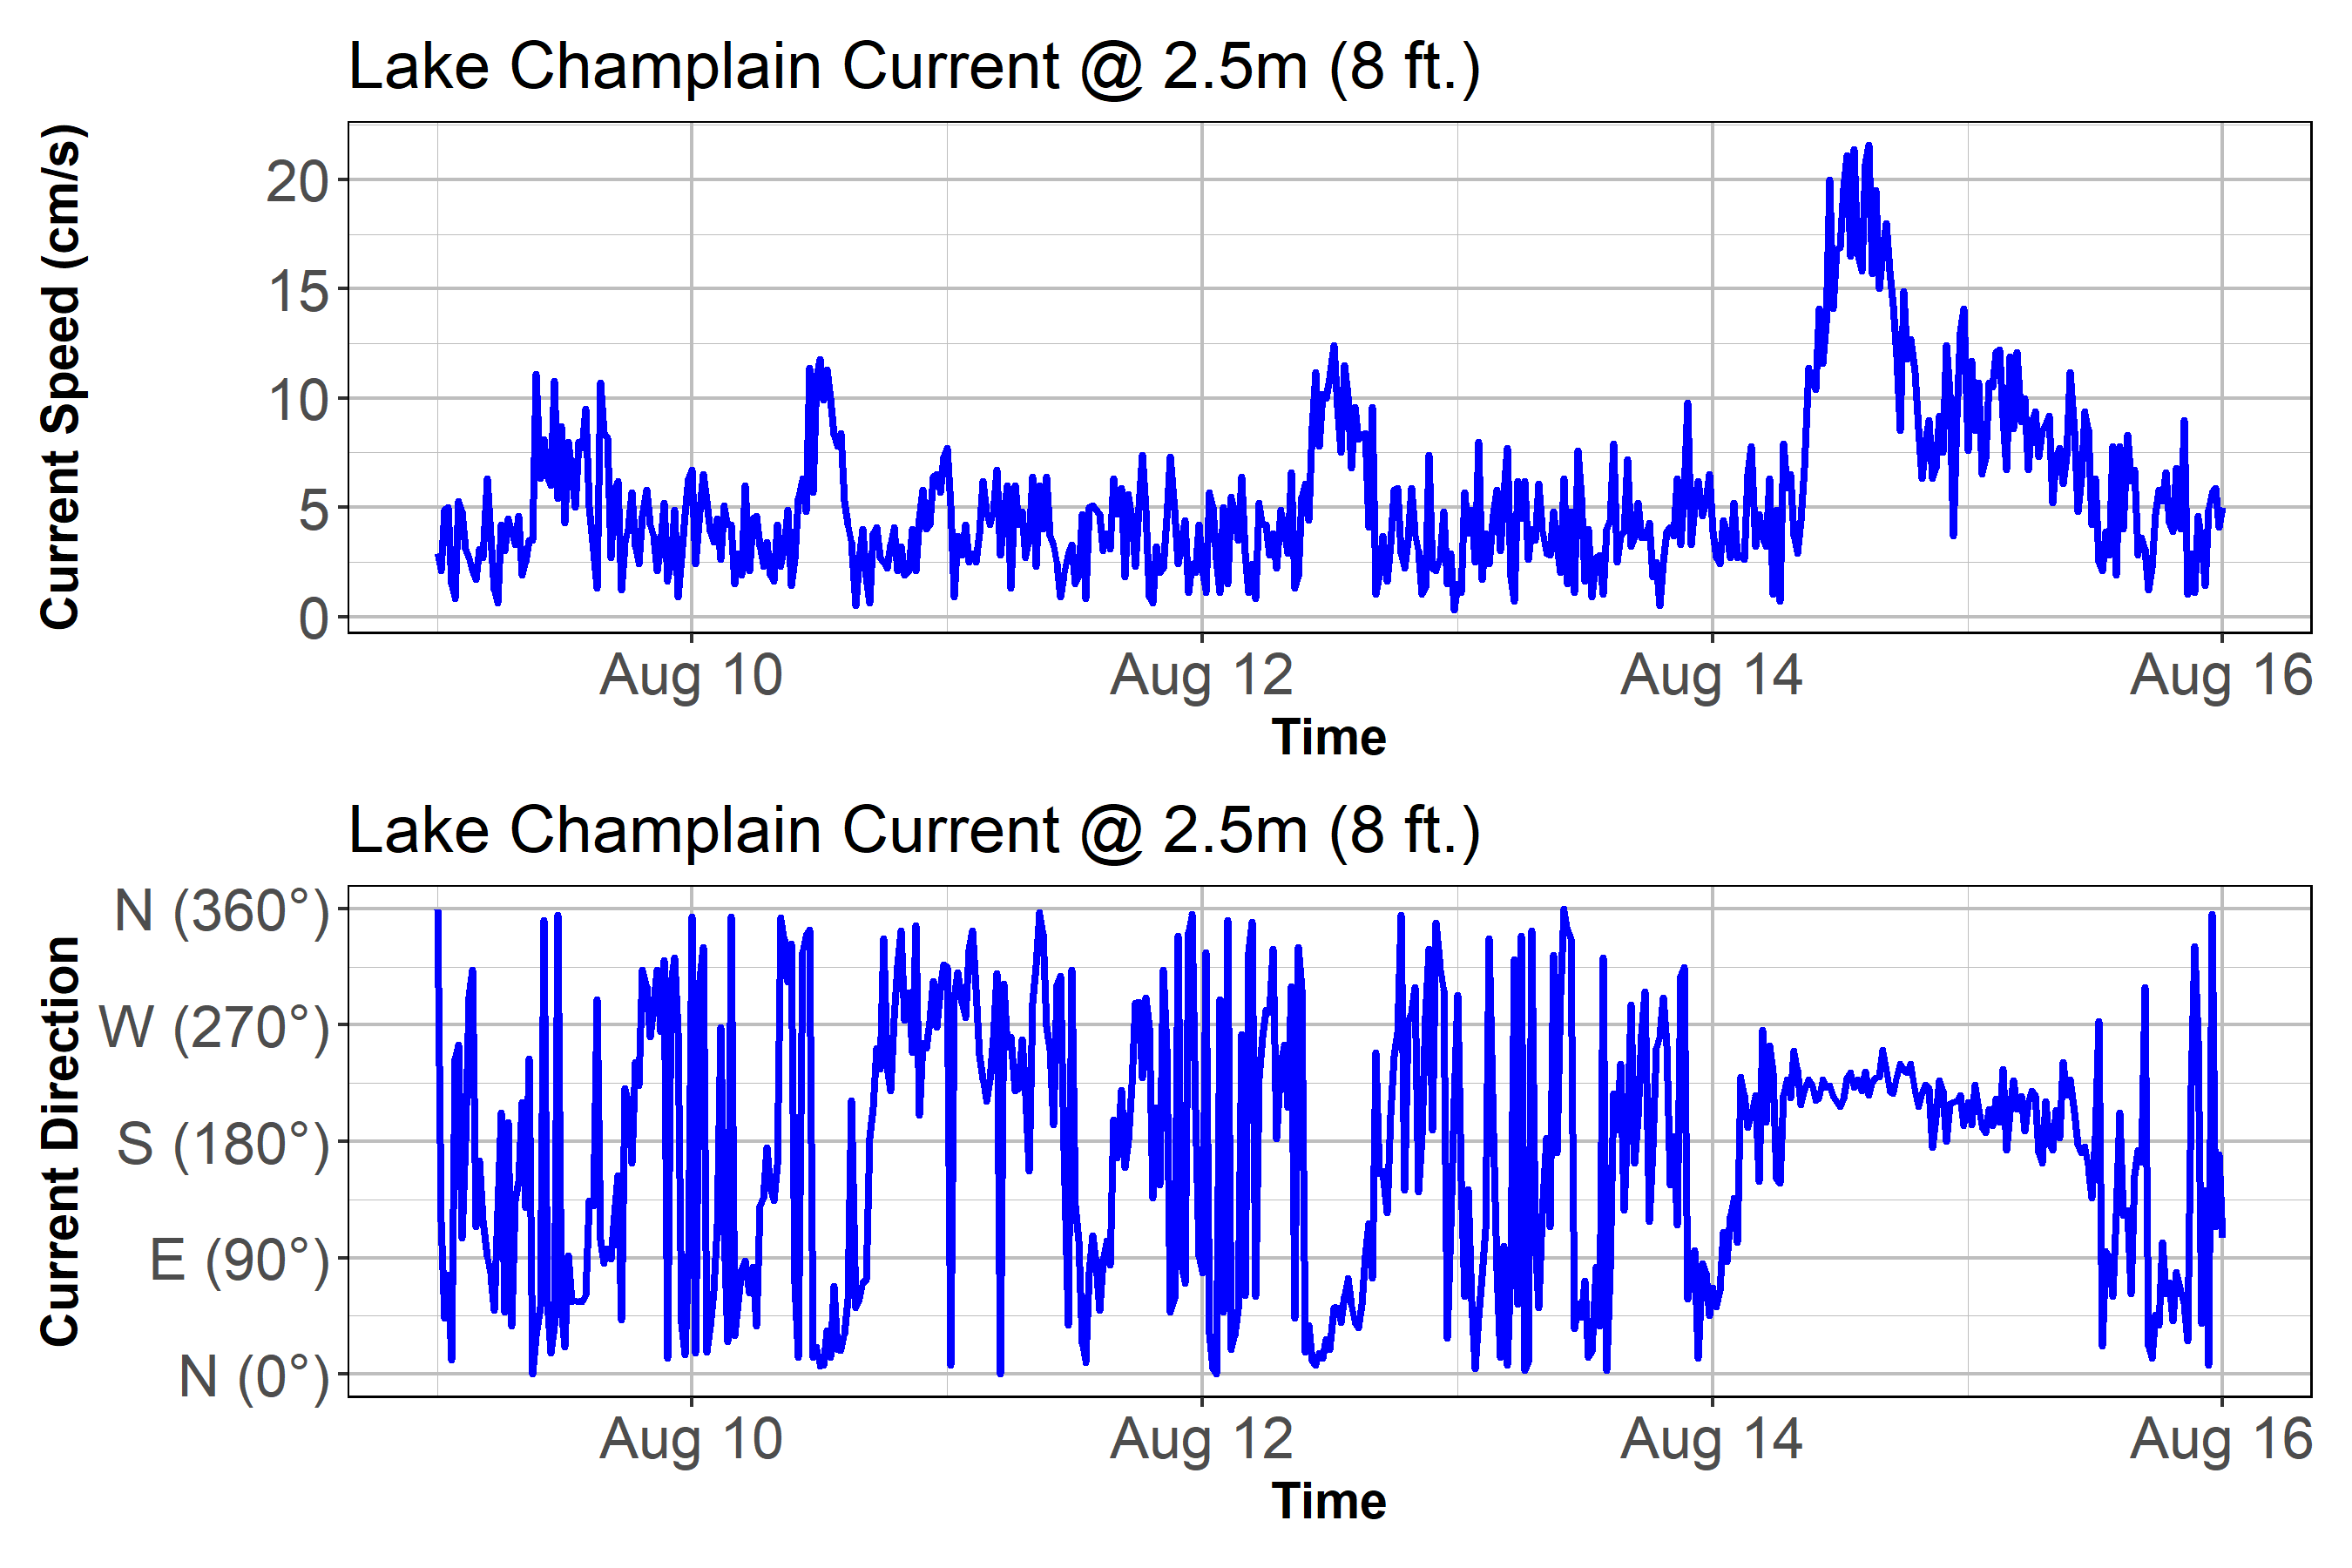 Lake Champlain Current @ 2.5m (8 ft.)
Current Speed (cm/s)
20
15
10
5
0
Aug 10 Aug 12 Aug 14 Aug 16
Time
Lake Champlain Current @ 2.5m (8 ft.)
Current Direction
N (360°)
W (270°)
S (180°)
E (90°)
N (0°)
Aug 10 Aug 12 Aug 14 Aug 16
Time